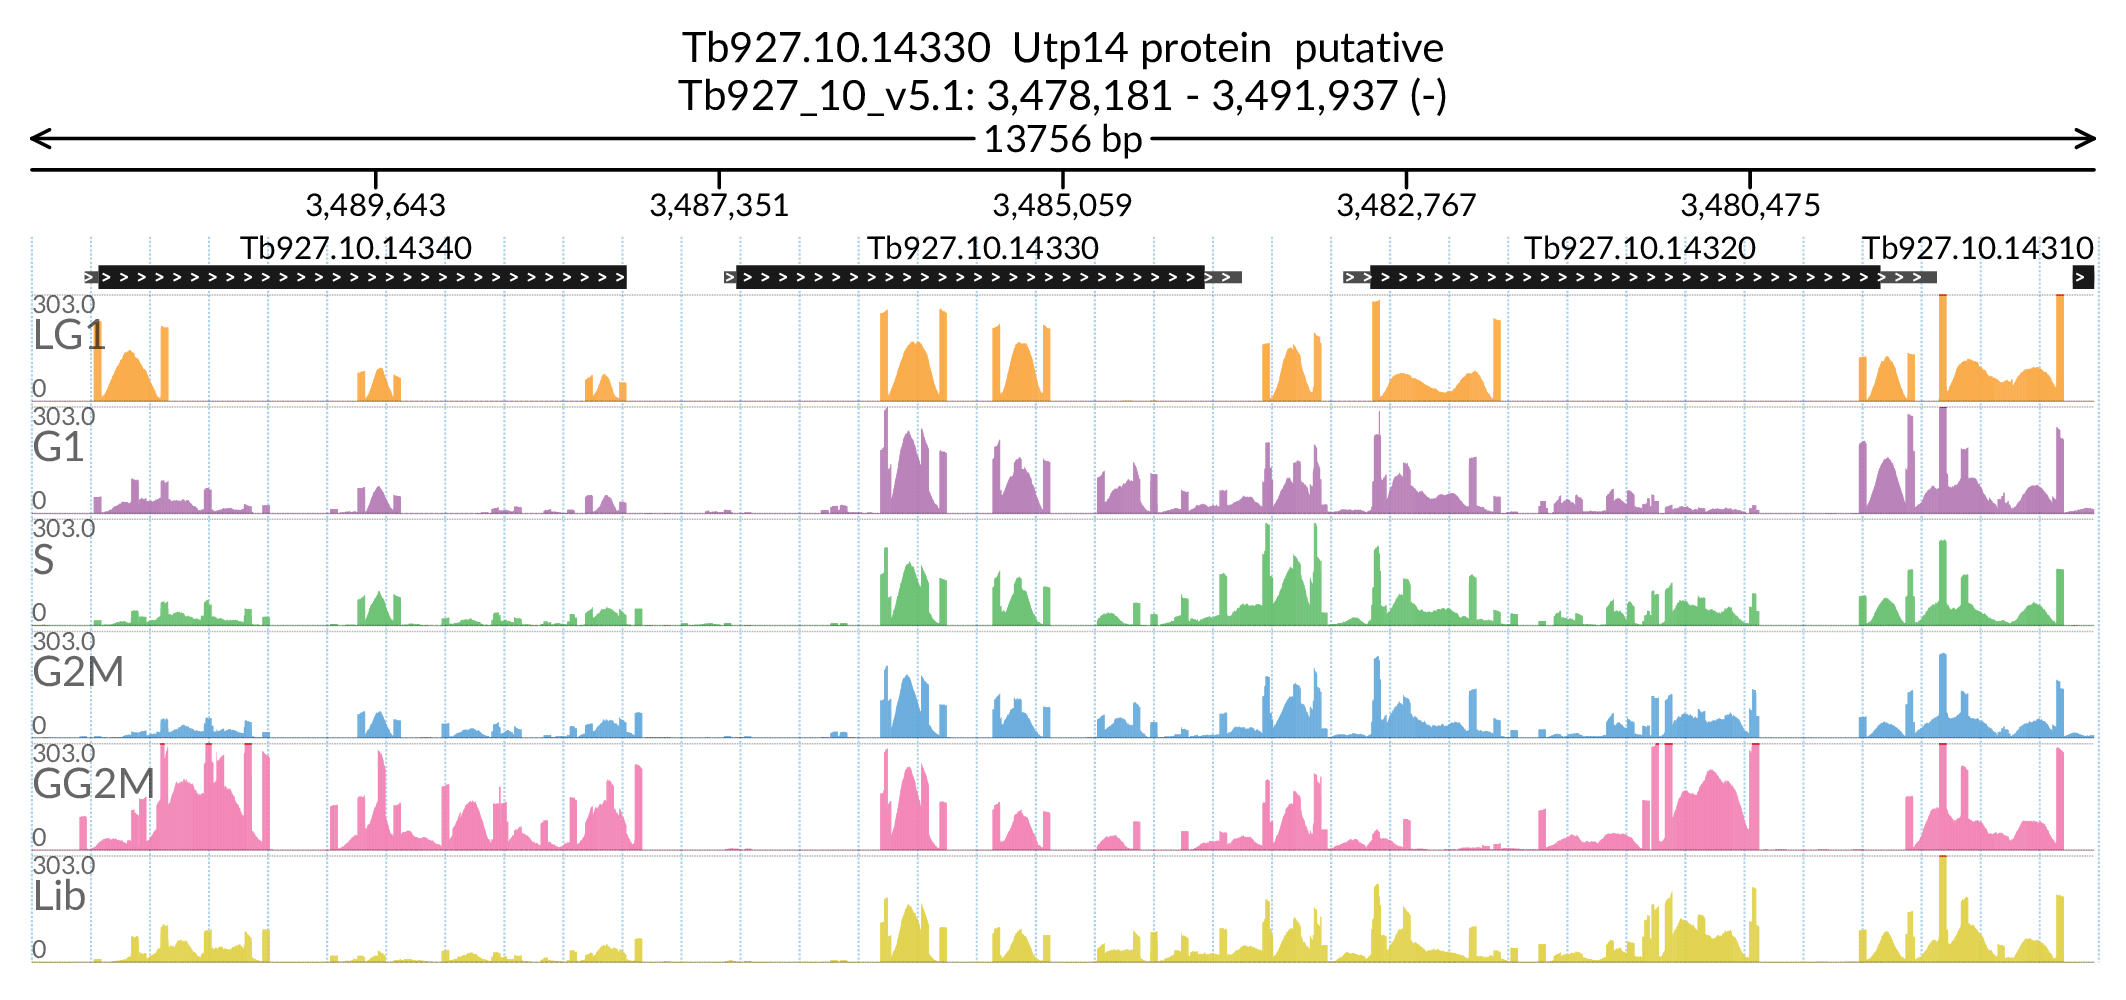 Tb927.10.14330  Utp14 protein  putative
Tb927_10_v5.1: 3,478,181 - 3,491,937 (-)
13756 bp
3,489,643 3,487,351 3,485,059 3,482,767 3,480,475
Tb927.10.14340 Tb927.10.14330 Tb927.10.14320 Tb927.10.14310
303.0
LG1
0
303.0
G1
0
303.0
S
0
303.0
G2M
0
303.0
GG2M
0
303.0
Lib
0